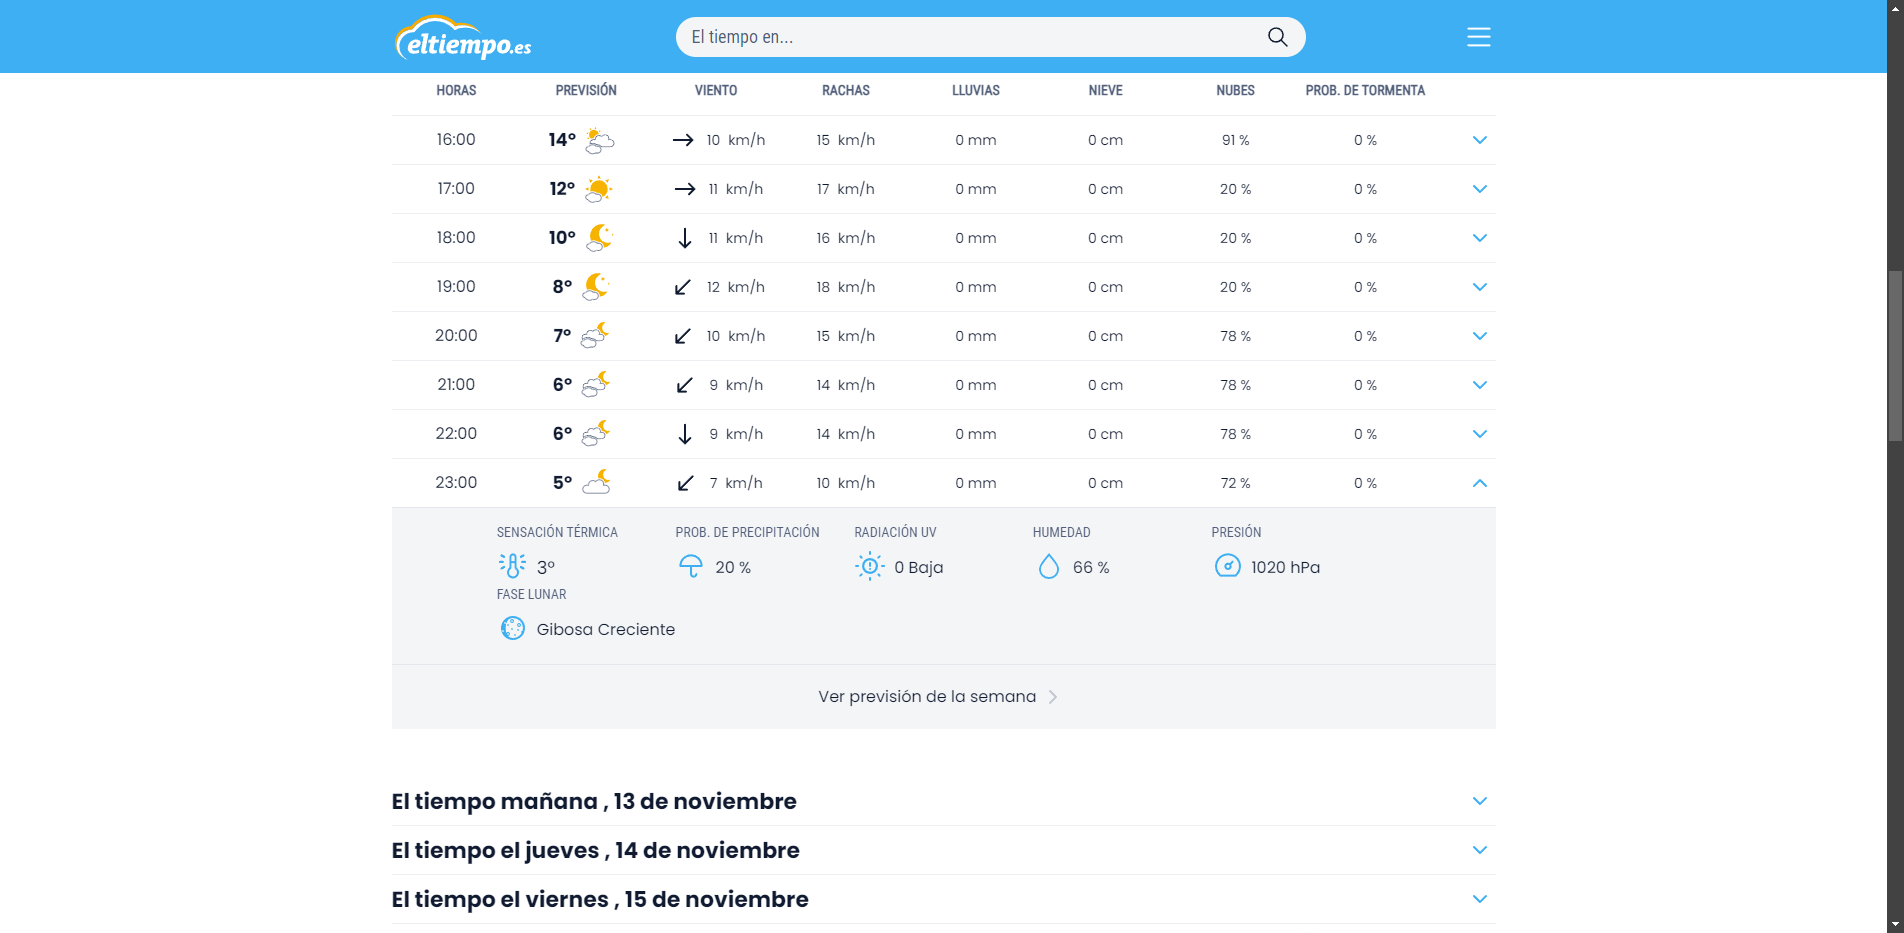 eltiempo.es
El tiempo en...
HORAS PREVISIÓN VIENTO RACHAS LLUVIAS NIEVE NUBES PROB. DE TORMENTA
16:00 14° 10 km/h 15 km/h 0 mm 0 cm 91 % 0 %
17:00 12° 11 km/h 17 km/h 0 mm 0 cm 20 % 0 %
18:00 10° 11 km/h 16 km/h 0 mm 0 cm 20 % 0 %
19:00 8° 12 km/h 18 km/h 0 mm 0 cm 20 % 0 %
20:00 7° 10 km/h 15 km/h 0 mm 0 cm 78 % 0 %
21:00 6° 9 km/h 14 km/h 0 mm 0 cm 78 % 0 %
22:00 6° 9 km/h 14 km/h 0 mm 0 cm 78 % 0 %
23:00 5° 7 km/h 10 km/h 0 mm 0 cm 72 % 0 %
SENSACIÓN TÉRMICA PROB. DE PRECIPITACIÓN RADIACIÓN UV HUMEDAD PRESIÓN
3° 20 % 0 Baja 66 % 1020 hPa
FASE LUNAR
Gibosa Creciente
Ver previsión de la semana
El tiempo mañana , 13 de noviembre
El tiempo el jueves , 14 de noviembre
El tiempo el viernes , 15 de noviembre